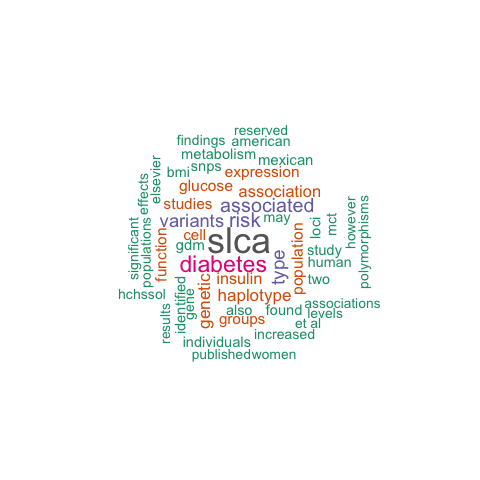 reserved
findings american
metabolism mexican
bmi snps expression
elsevier
glucose association
effects
studies associated
variants risk may
significant
populations
function
cell slca
gdm
loci
mct
however
polymorphisms
population
study
diabetes type human
insulin two
hchssol
identified
gene
genetic
haplotype associations
also found levels
results
groups et al
increased
individuals
published women